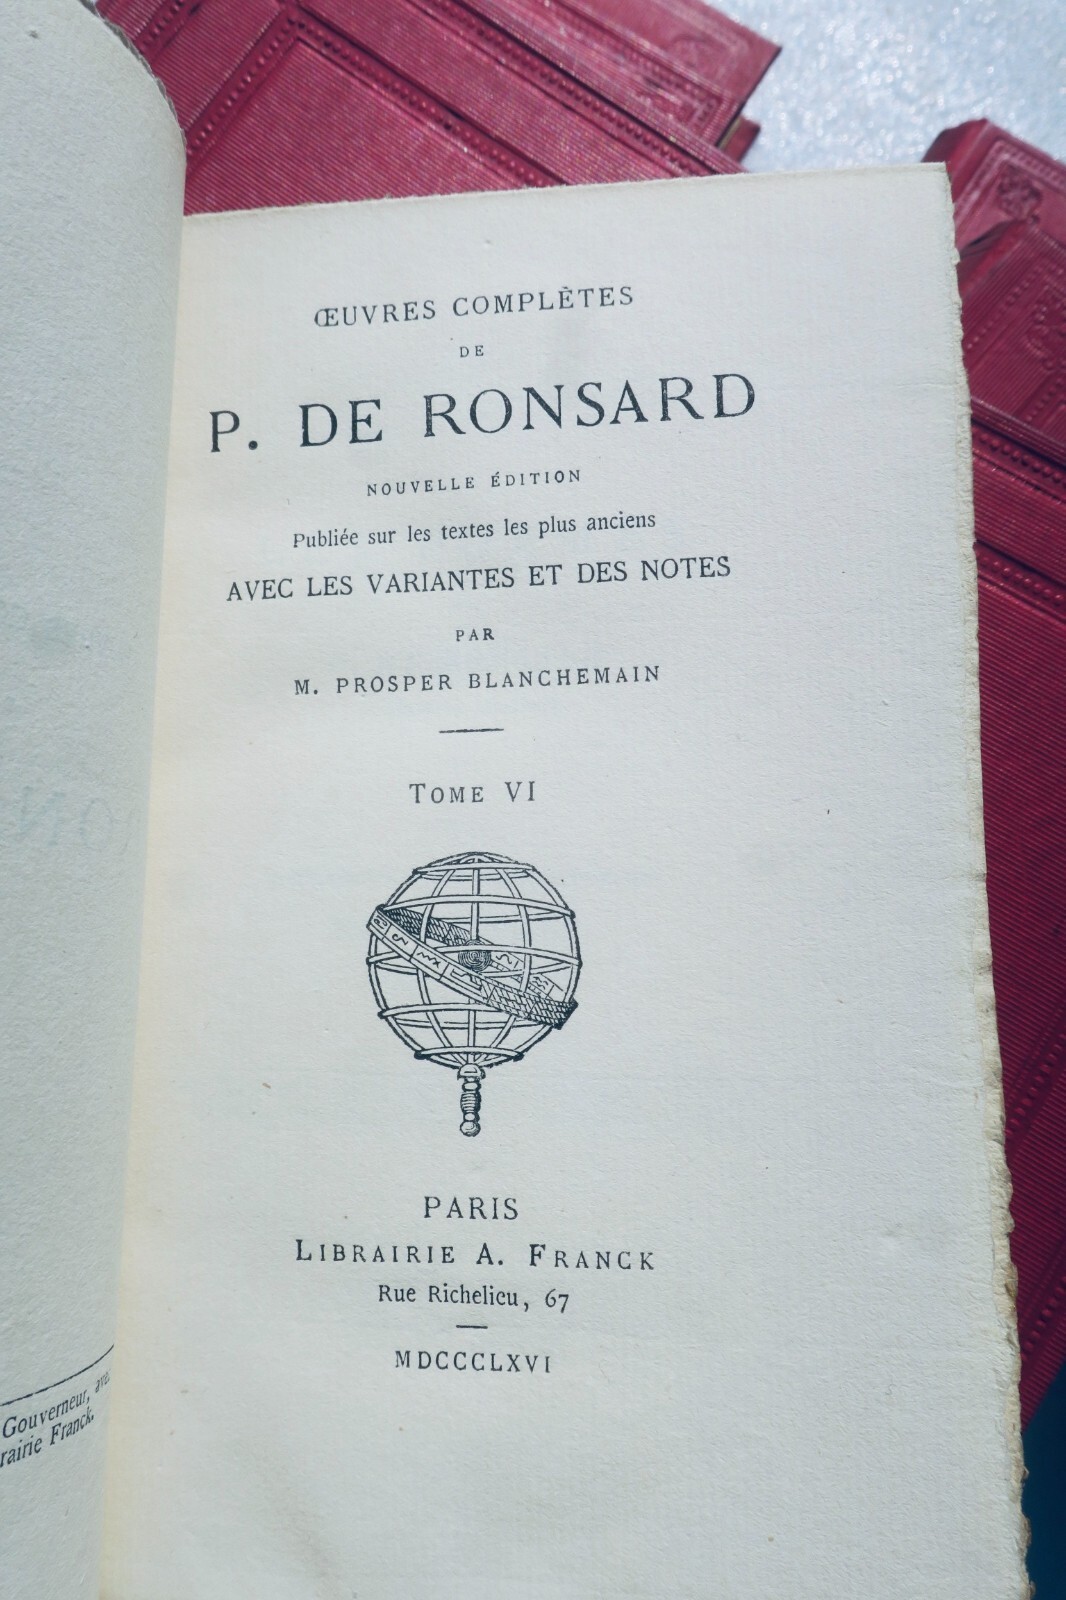 ŒUVRES COMPLÈTES
DE
P. DE RONSARD
NOUVELLE ÉDITION
Publiée sur les textes les plus anciens
AVEC LES VARIANTES ET DES NOTES
PAR
M. PROSPER BLANCHEMAIN
TOME VI
PARIS
LIBRAIRIE A. FRANCK
Rue Richelieu, 67
MDCCCLXVI
Gouverneur, avec
rairie Franck.